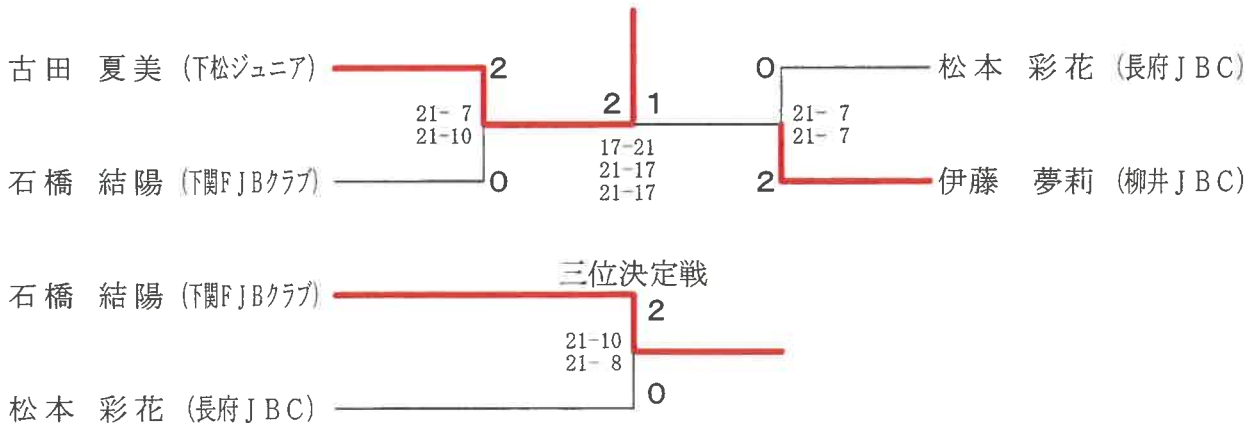 古田 夏美 (下松ジュニア)
2
21- 7
21-10
石橋 結陽 (下関FJBクラブ)
0
2 1
17-21
21-17
21-17
0
松本 彩花 (長府JBC)
21- 7
21- 7
2
伊藤 夢莉 (柳井JBC)
三位決定戦
石橋 結陽 (下関FJBクラブ)
2
21-10
21- 8
松本 彩花 (長府JBC)
0